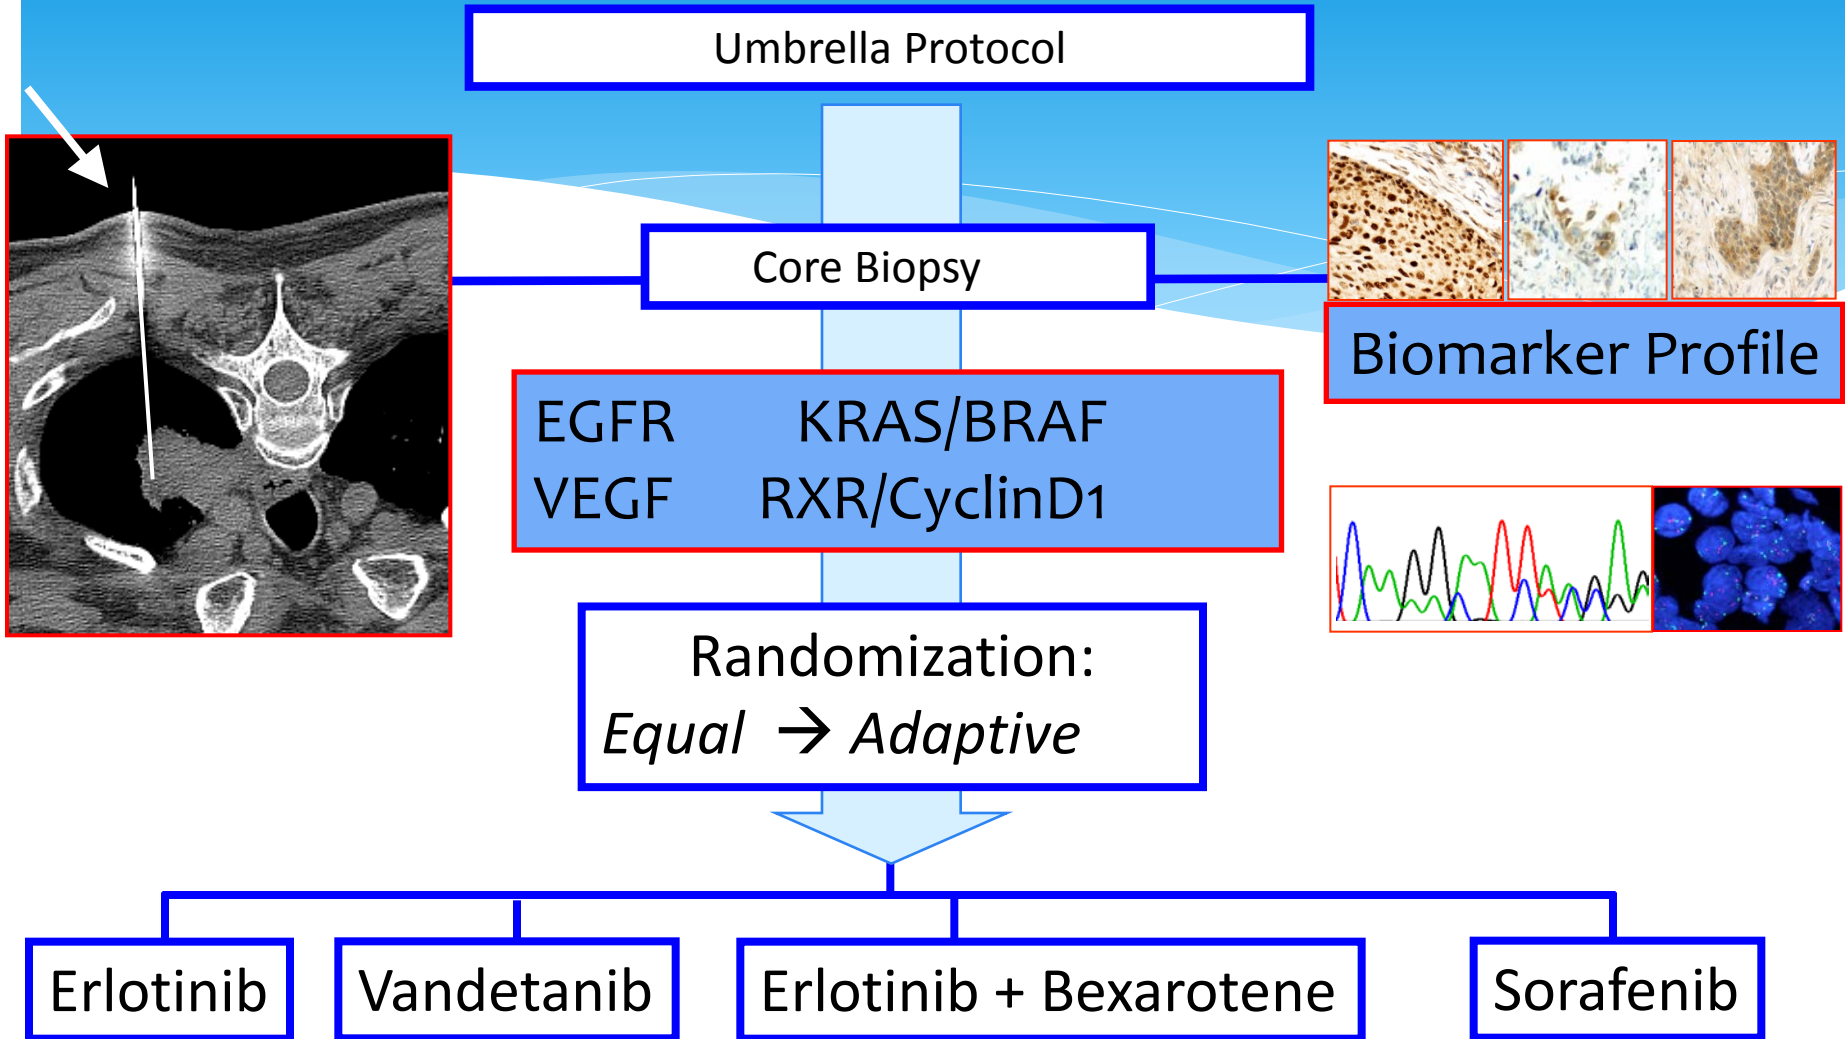 Umbrella Protocol
Core Biopsy
Biomarker Profile
EGFR KRAS/BRAF
VEGF RXR/CyclinD1
Randomization:
Equal → Adaptive
Erlotinib
Vandetanib
Erlotinib + Bexarotene
Sorafenib